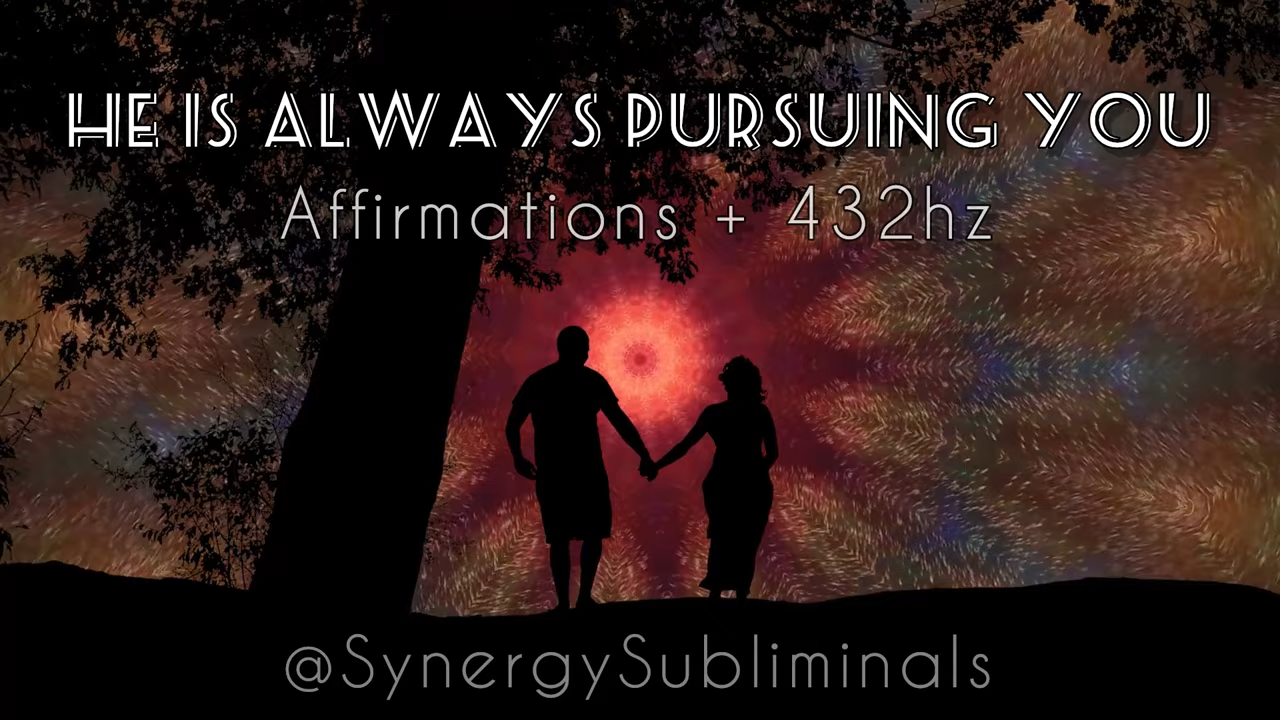 HE IS ALWAYS PURSUING YOU
Affirmations + 432hz
@SynergySubliminals